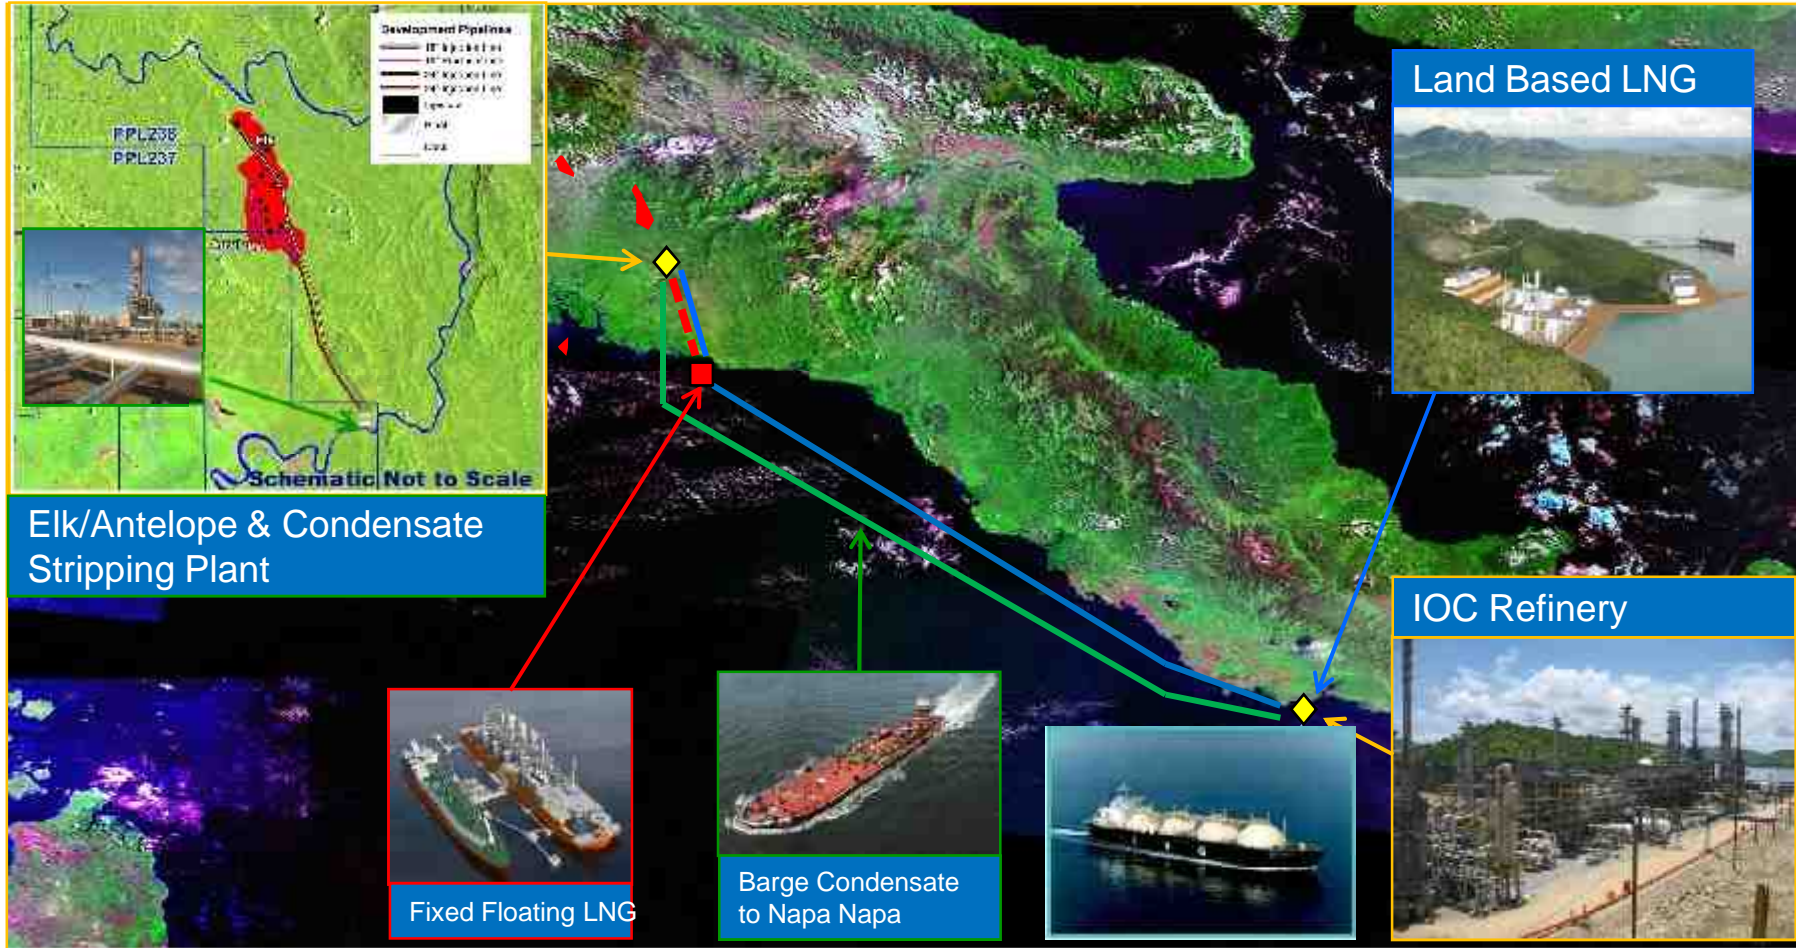 Development Pipelines
PPL238
PPL237
Schematic Not to Scale
Elk/Antelope & Condensate
Stripping Plant
Land Based LNG
IOC Refinery
Fixed Floating LNG
Barge Condensate
to Napa Napa